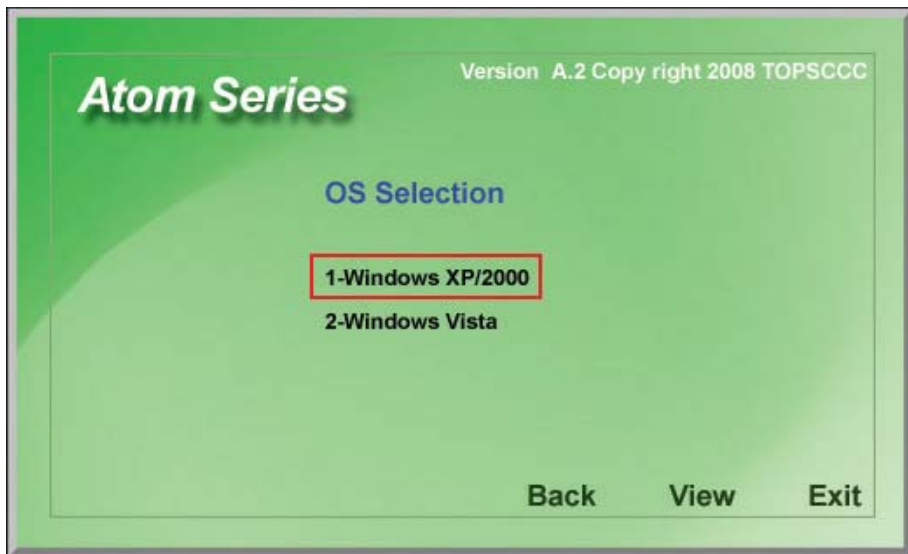 Atom Series
Version A.2 Copy right 2008 TOPSCCC
OS Selection
1-Windows XP/2000
2-Windows Vista
Back View Exit